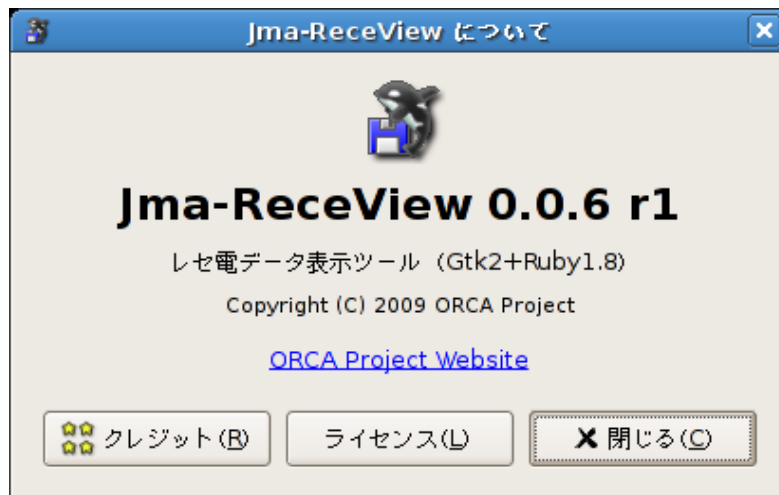 Jma-ReceView について
Jma-ReceView 0.0.6 r1
レセ電データ表示ツール（Gtk2+Ruby1.8）
Copyright (C) 2009 ORCA Project
ORCA Project Website
クレジット(R) ライセンス(L) 閉じる(C)